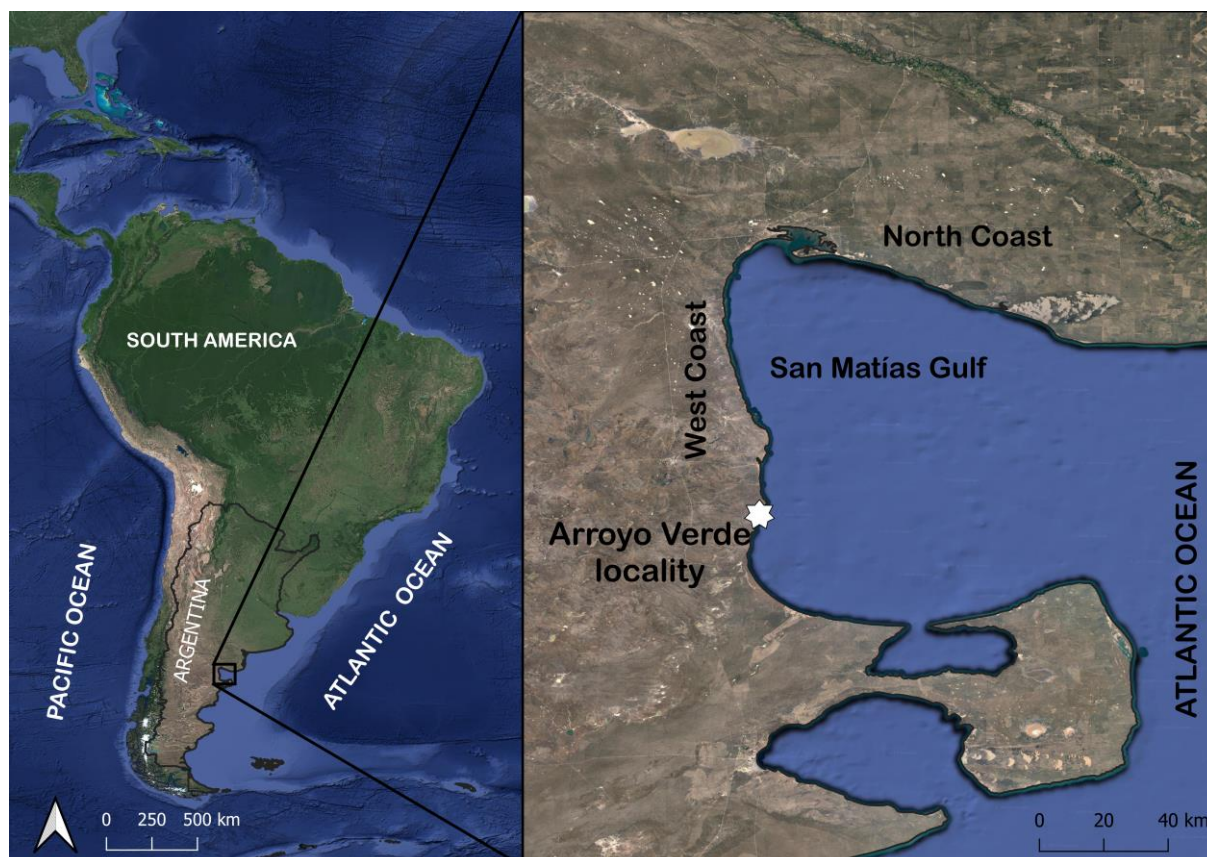 SOUTH AMERICA
PACIFIC OCEAN
ARGENTINA
ATLANTIC OCEAN
0 250 500 km
North Coast
West Coast
San Matías Gulf
Arroyo Verde
locality
ATLANTIC OCEAN
0 20 40 km